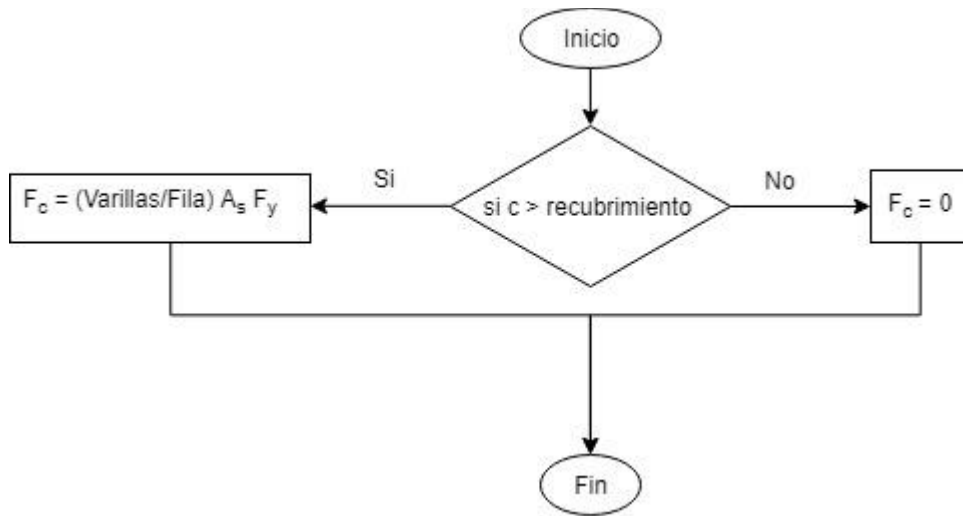 Inicio
Si
No
F_c = (Varillas/Fila) A_s F_y
si c > recubrimiento
F_c = 0
Fin